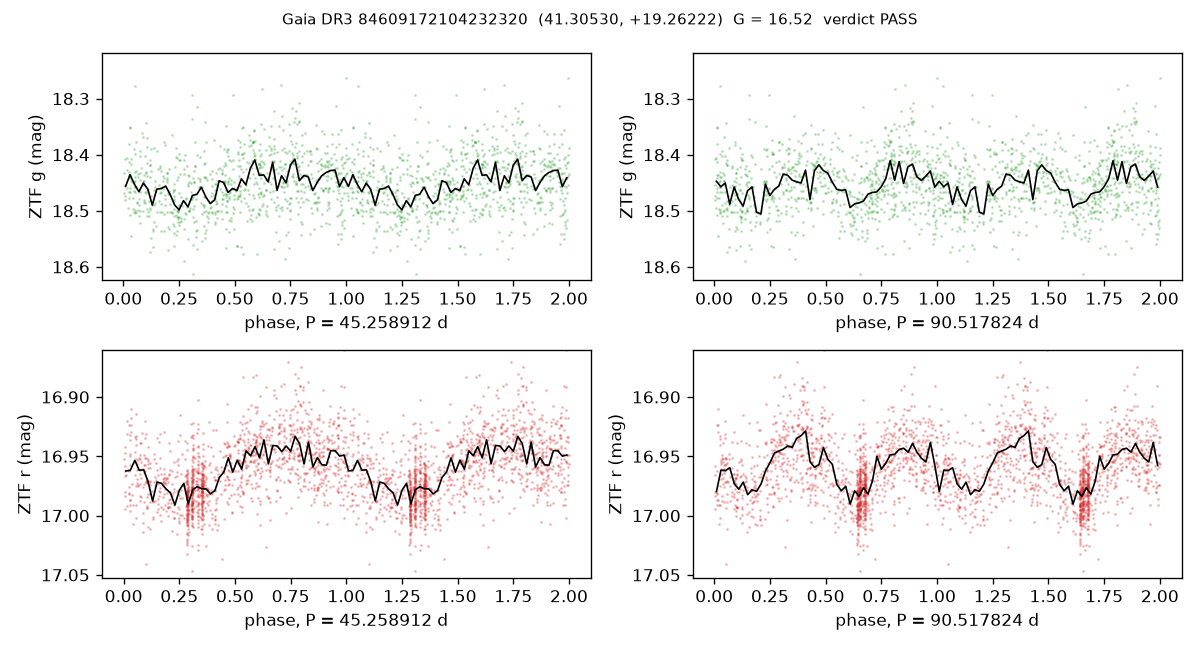 Gaia DR3 84609172104232320  (41.30530, +19.26222)  G = 16.52  verdict PASS
ZTF g (mag)
18.3
18.4
18.5
18.6
0.00 0.25 0.50 0.75 1.00 1.25 1.50 1.75 2.00
phase, P = 45.258912 d
ZTF g (mag)
18.3
18.4
18.5
18.6
0.00 0.25 0.50 0.75 1.00 1.25 1.50 1.75 2.00
phase, P = 90.517824 d
ZTF r (mag)
16.90
16.95
17.00
17.05
0.00 0.25 0.50 0.75 1.00 1.25 1.50 1.75 2.00
phase, P = 45.258912 d
ZTF r (mag)
16.90
16.95
17.00
17.05
0.00 0.25 0.50 0.75 1.00 1.25 1.50 1.75 2.00
phase, P = 90.517824 d